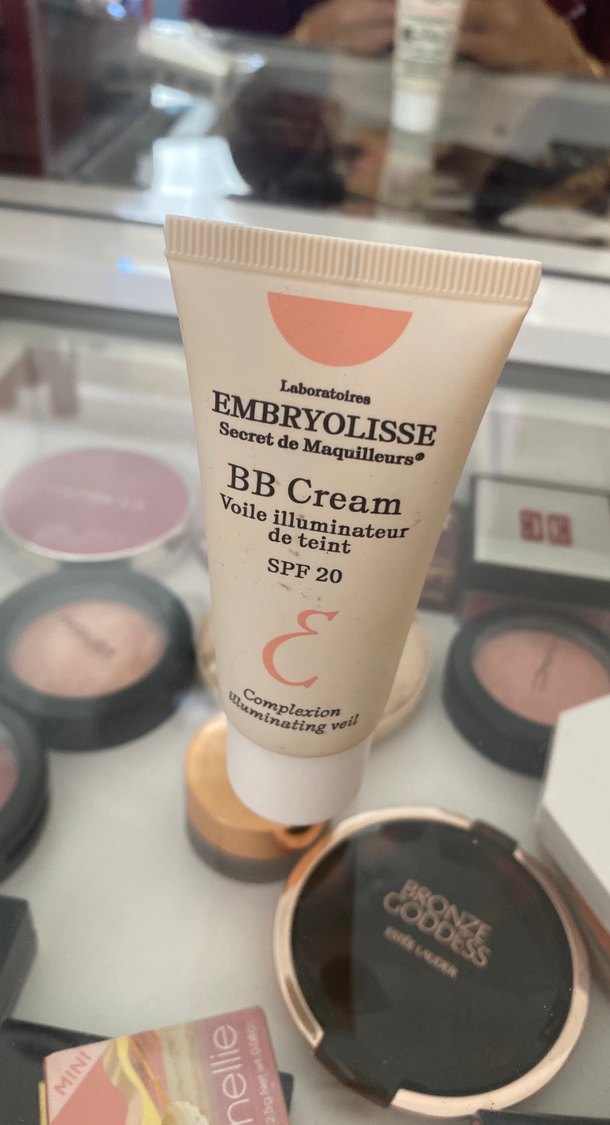 Laboratoires
EMBRYOLISSE
Secret de Maquilleurs®
BB Cream
Voile illuminateur
de teint
SPF 20
Complexion
illuminating veil
BRONZE
GODDESS
ESTĒE LAUDER
MINI
nellie